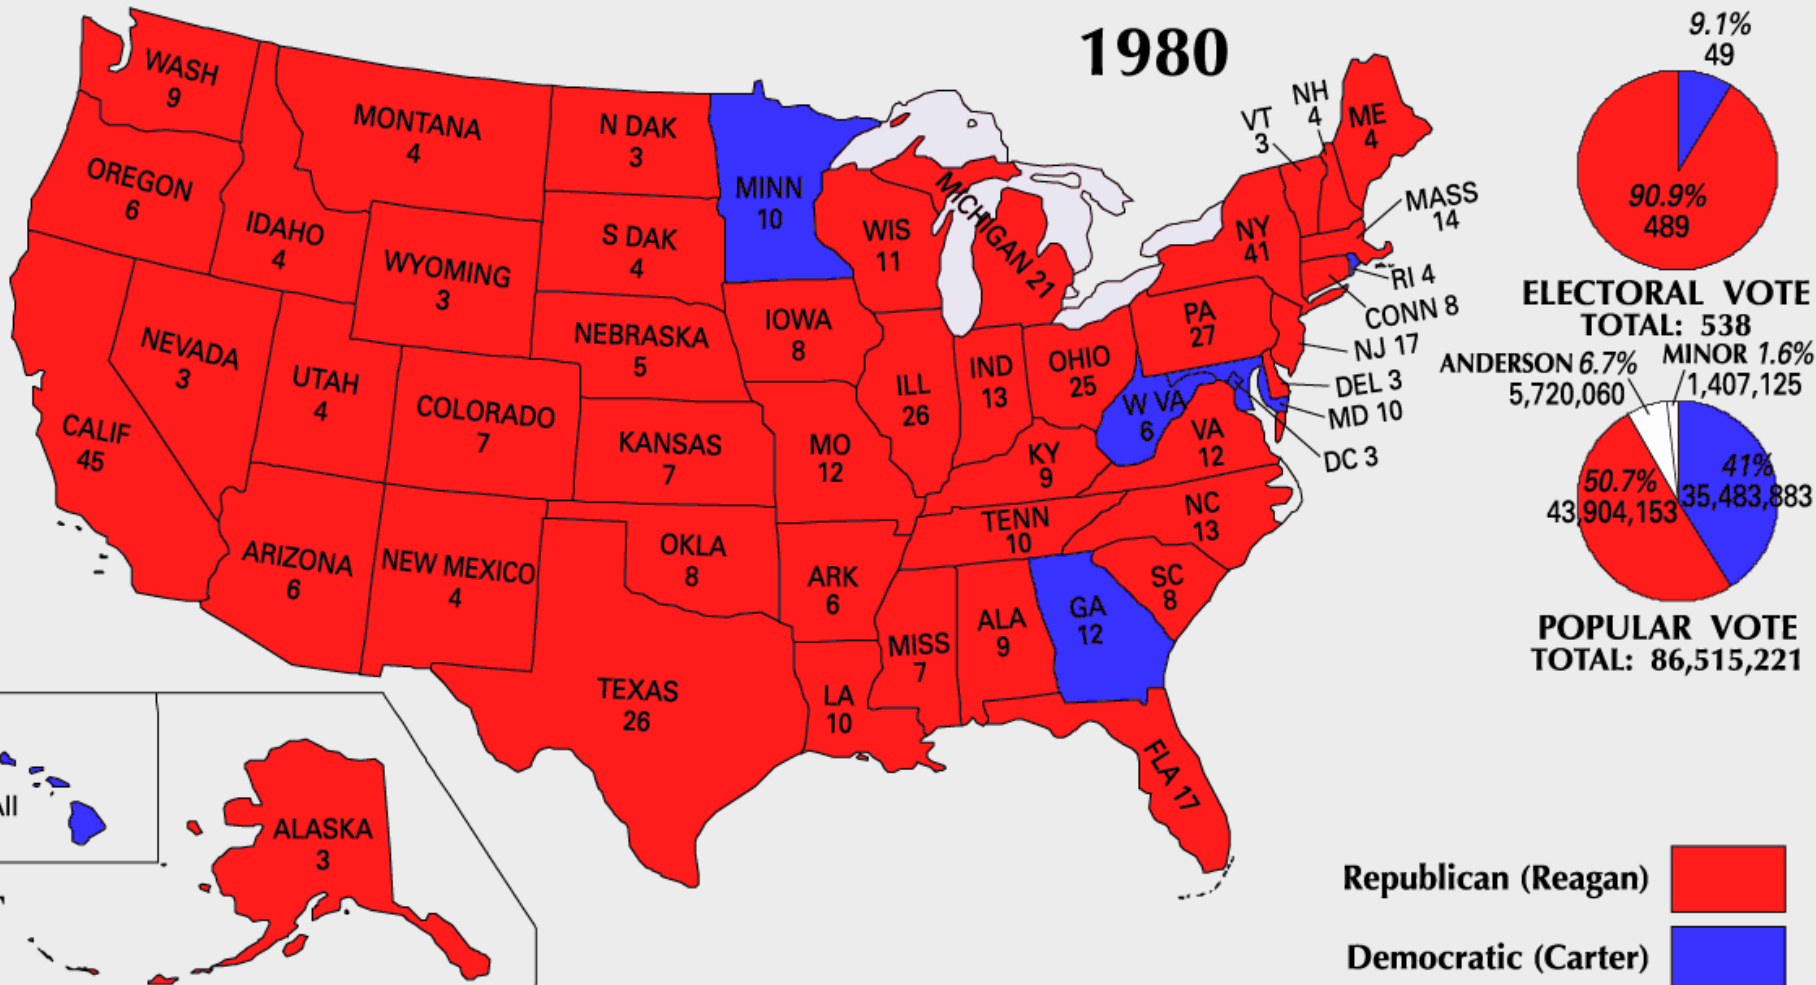 1980
WASH
9
OREGON
6
CALIF
45
NEVADA
3
IDAHO
4
MONTANA
4
WYOMING
3
UTAH
4
COLORADO
7
ARIZONA
6
NEW MEXICO
4
N DAK
3
S DAK
4
NEBRASKA
5
KANSAS
7
OKLA
8
TEXAS
26
MINN
10
IOWA
8
MO
12
ARK
6
LA
10
WIS
11
ILL
26
MICHIGAN 21
IND
13
OHIO
25
KY
9
TENN
10
MISS
7
ALA
9
GA
12
FLA 17
SC
8
NC
13
VA
12
W VA
6
PA
27
NY
41
VT
3
NH
4
ME
4
MASS
14
RI 4
CONN 8
NJ 17
DEL 3
MD 10
DC 3
ALASKA
3
9.1%
49
90.9%
489
ELECTORAL VOTE
TOTAL: 538
ANDERSON 6.7%
5,720,060
MINOR 1.6%
1,407,125
50.7%
43,904,153
41%
35,483,883
POPULAR VOTE
TOTAL: 86,515,221
Republican (Reagan)
Democratic (Carter)